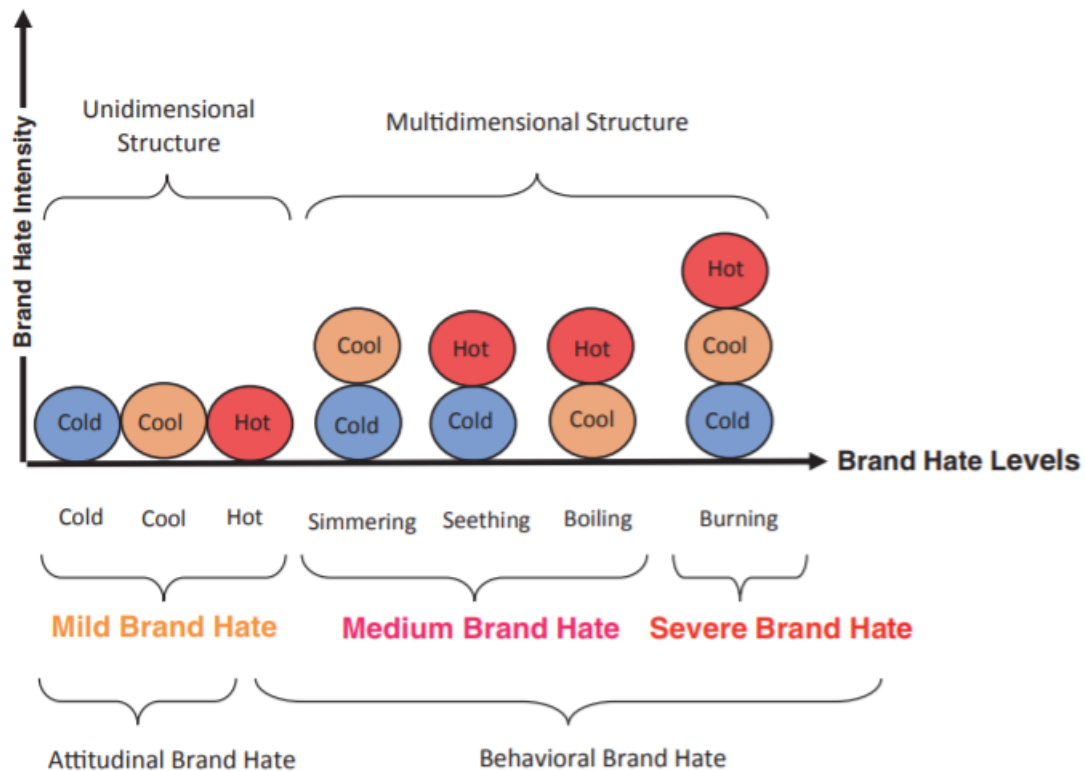 Brand Hate Intensity
Unidimensional
Structure
Multidimensional Structure
Hot
Cool
Hot
Hot
Cool
Cold
Cool
Hot
Cold
Cold
Cool
Cold
Brand Hate Levels
Cold
Cool
Hot
Simmering
Seething
Boiling
Burning
Mild Brand Hate
Medium Brand Hate
Severe Brand Hate
Attitudinal Brand Hate
Behavioral Brand Hate